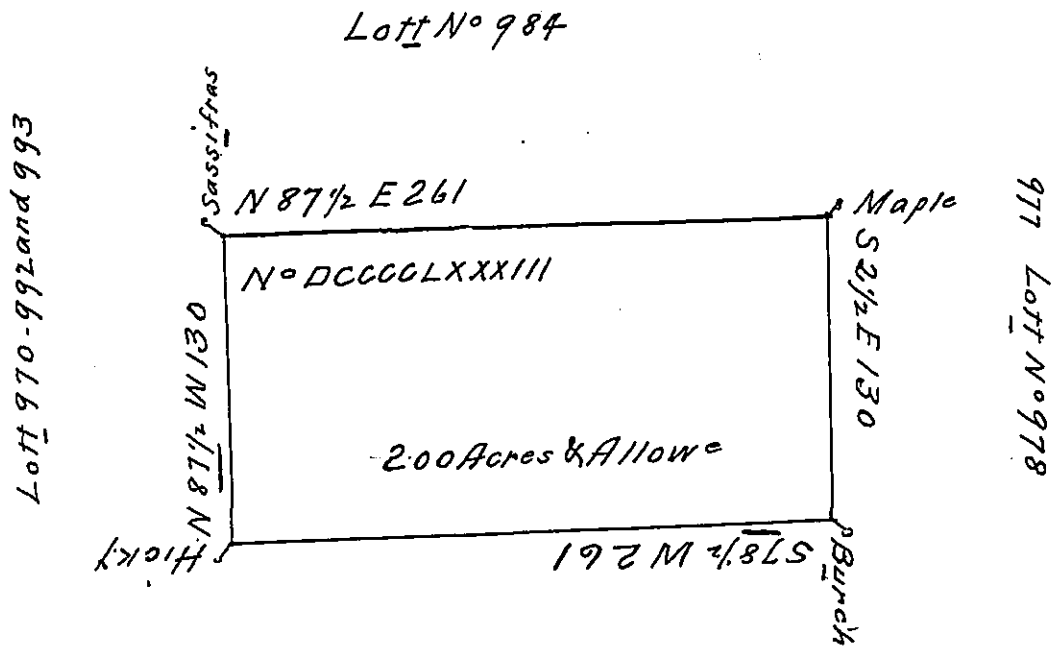 Lott Nº 984
Sassifras
N 87½ E 261
Maple
Nº DCCCCLXXXIII
S 2½ E 130
977 Lott Nº 978
Lott 970-992 and 993
N 87½ W 130
200 Acres & Allowᵉ
Hicky
S 78½ W 261
Burch